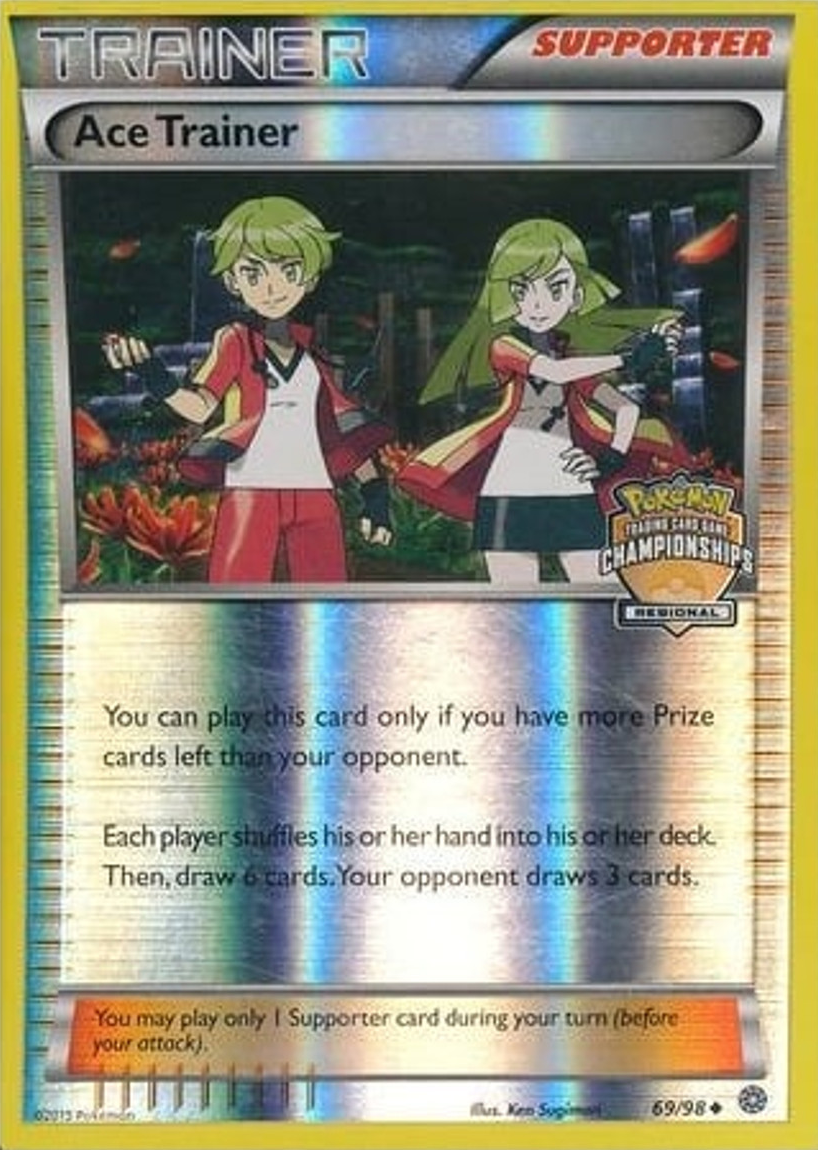 TRAINER
SUPPORTER
Ace Trainer
POKéMON
TRADING CARD GAME
CHAMPIONSHIPS
REGIONAL
You can play this card only if you have more Prize
cards left than your opponent.
Each player shuffles his or her hand into his or her deck.
Then, draw 6 cards. Your opponent draws 3 cards.
You may play only 1 Supporter card during your turn (before
your attack).
©2015 Pokémon
Illus. Ken Sugimori
69/98